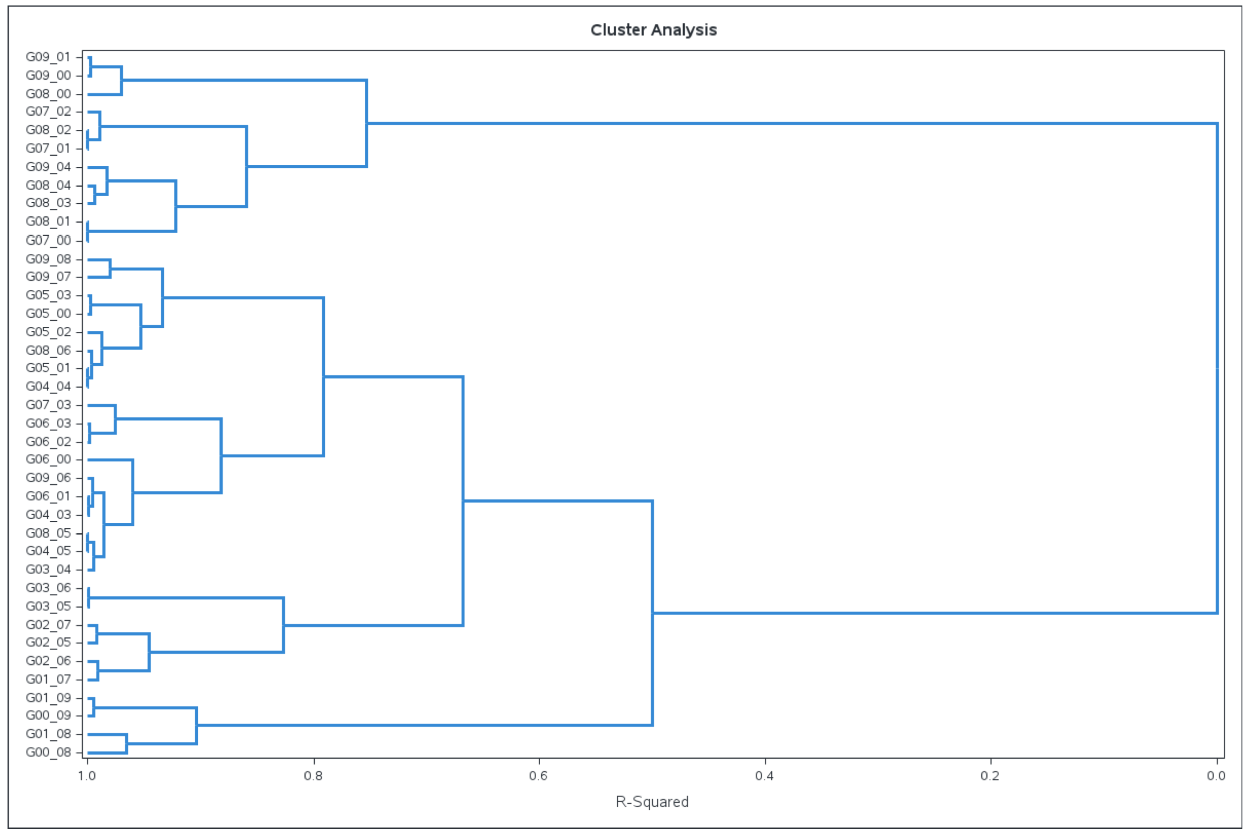 Cluster Analysis
G09_01
G09_00
G08_00
G07_02
G08_02
G07_01
G09_04
G08_04
G08_03
G08_01
G07_00
G09_08
G09_07
G05_03
G05_00
G05_02
G08_06
G05_01
G04_04
G07_03
G06_03
G06_02
G06_00
G09_06
G06_01
G04_03
G08_05
G04_05
G03_04
G03_06
G03_05
G02_07
G02_05
G02_06
G01_07
G01_09
G00_09
G01_08
G00_08
1.0 0.8 0.6 0.4 0.2 0.0
R-Squared